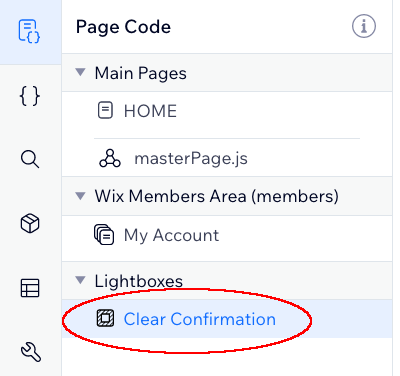 Page Code
Main Pages
HOME
masterPage.js
Wix Members Area (members)
My Account
Lightboxes
Clear Confirmation